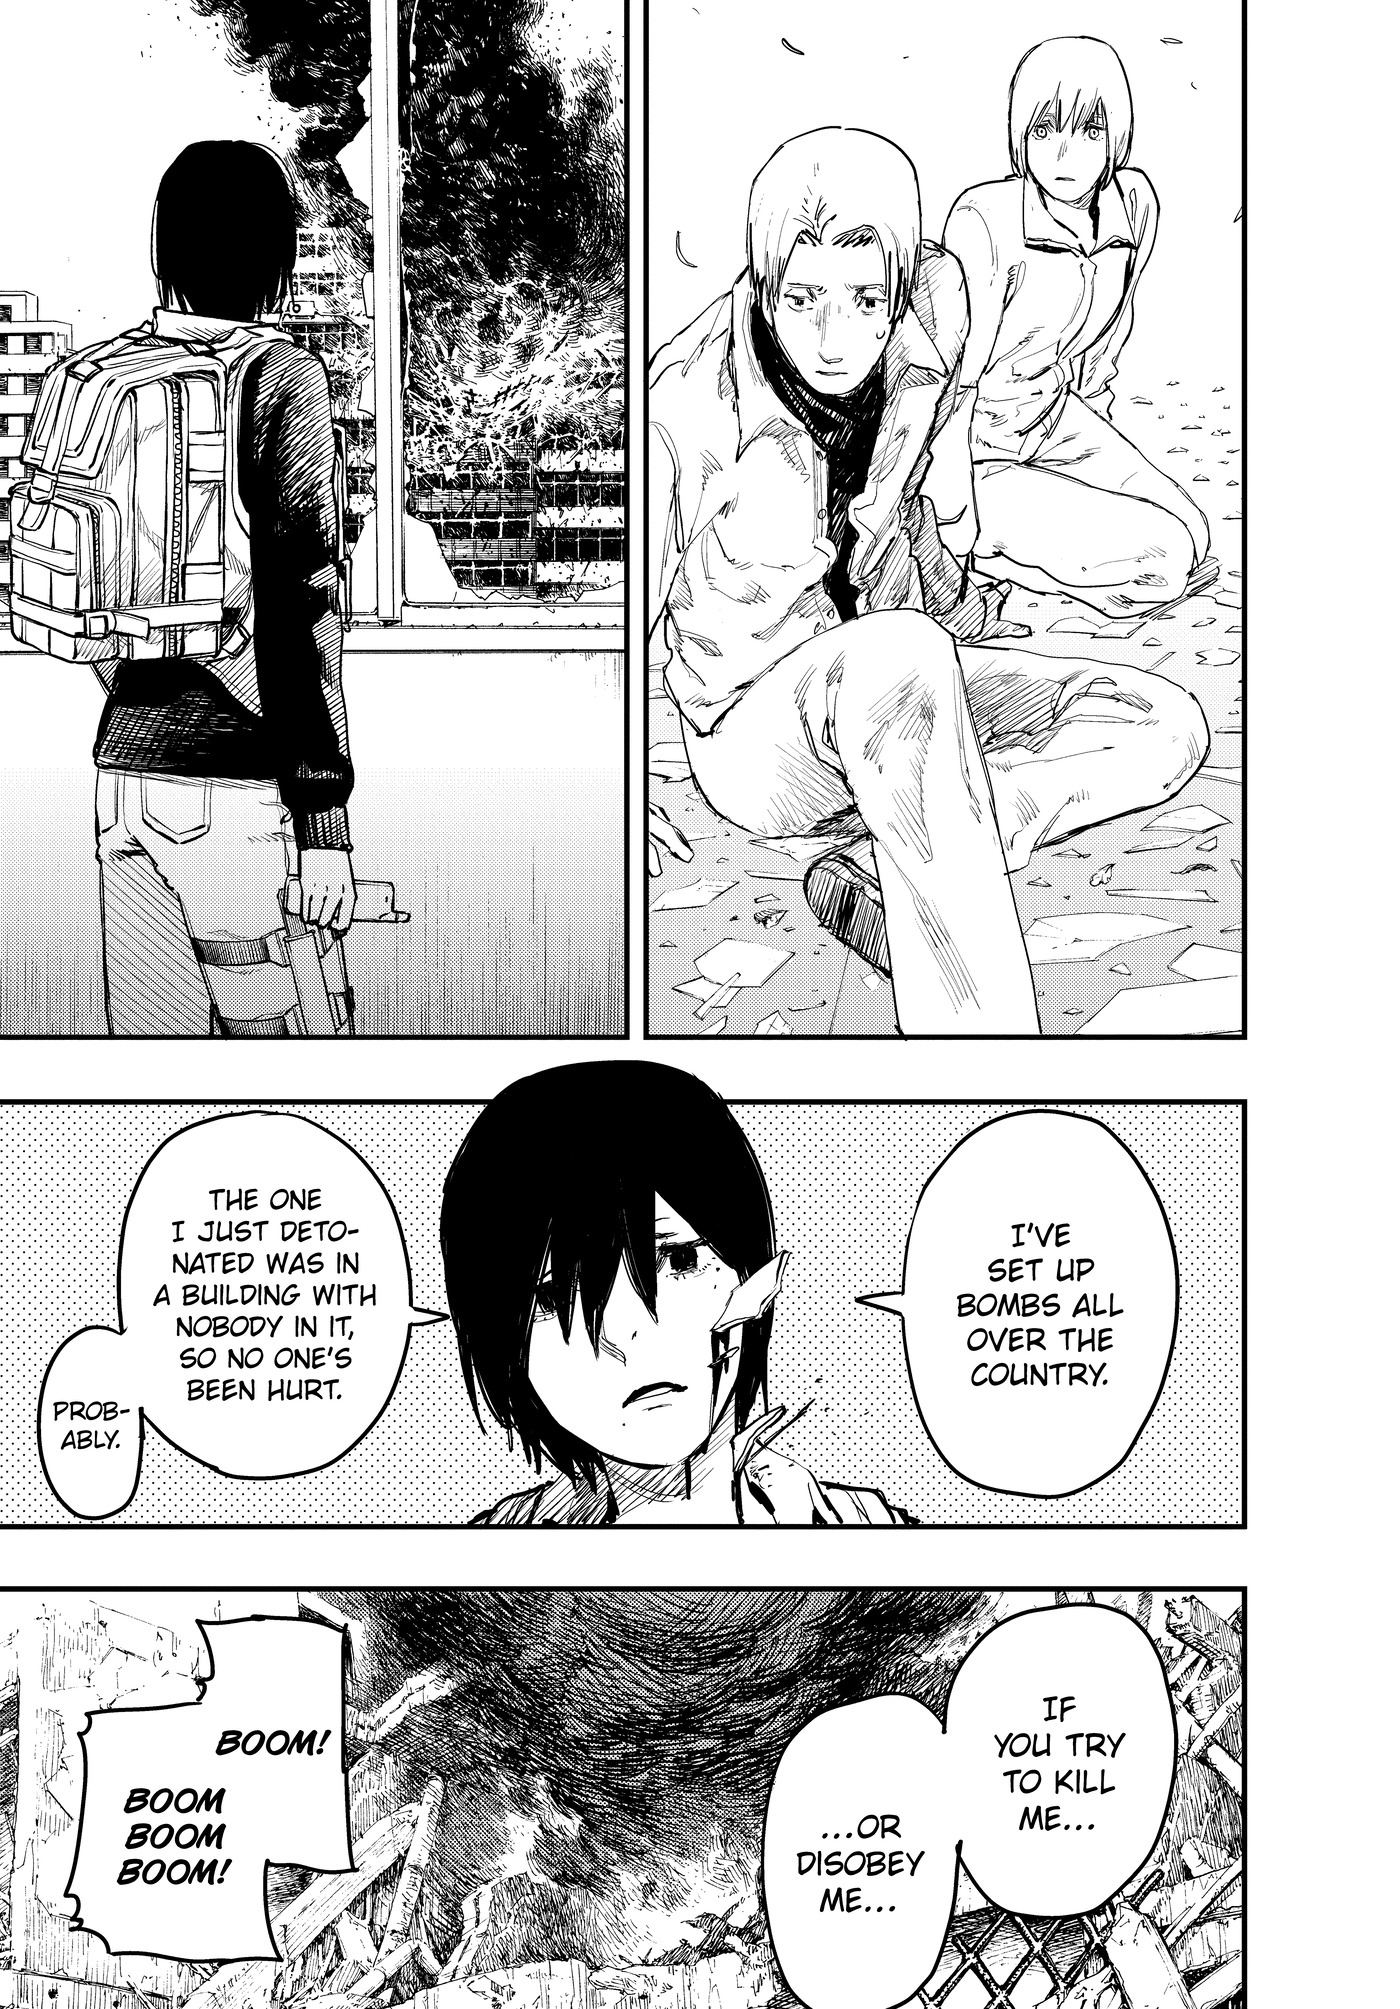 I'VE
SET UP
BOMBS ALL
OVER THE
COUNTRY.
THE ONE
I JUST DETO-
NATED WAS IN
A BUILDING WITH
NOBODY IN IT,
SO NO ONE'S
BEEN HURT.
PROB-
ABLY.
IF
YOU TRY
TO KILL
ME...
...OR
DISOBEY
ME...
BOOM!
BOOM
BOOM
BOOM!